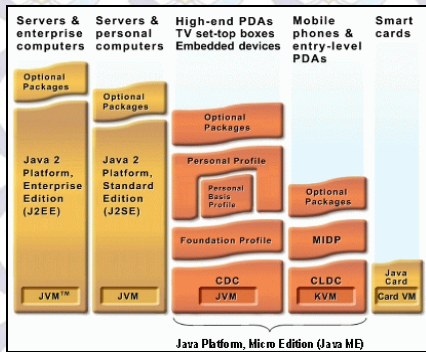 Servers &
enterprise
computers
Servers &
personal
computers
High-end PDAs
TV set-top boxes
Embedded devices
Mobile
phones &
entry-level
PDAs
Smart
cards
Optional
Packages
Java 2
Platform,
Enterprise
Edition
(J2EE)
JVM™
Optional
Packages
Java 2
Platform,
Standard
Edition
(J2SE)
JVM
Optional
Packages
Personal Profile
Personal
Basis
Profile
Foundation Profile
CDC
JVM
Optional
Packages
MIDP
CLDC
KVM
Java
Card
Card VM
Java Platform, Micro Edition (Java ME)